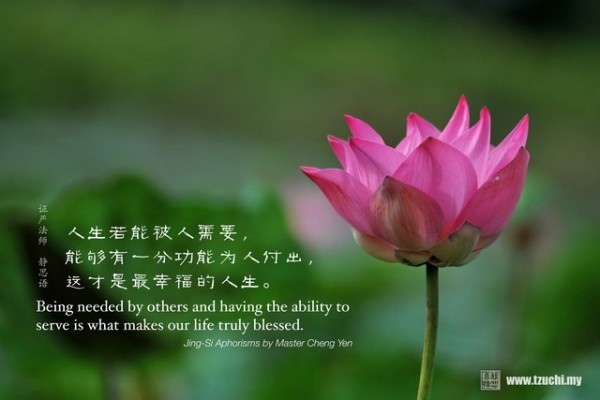 证严法师 静思语
人生若能被人需要，
能够有一分功能为人付出，
这才是最幸福的人生。
Being needed by others and having the ability to
serve is what makes our life truly blessed.
Jing-Si Aphorisms by Master Cheng Yen
www.tzuchi.my